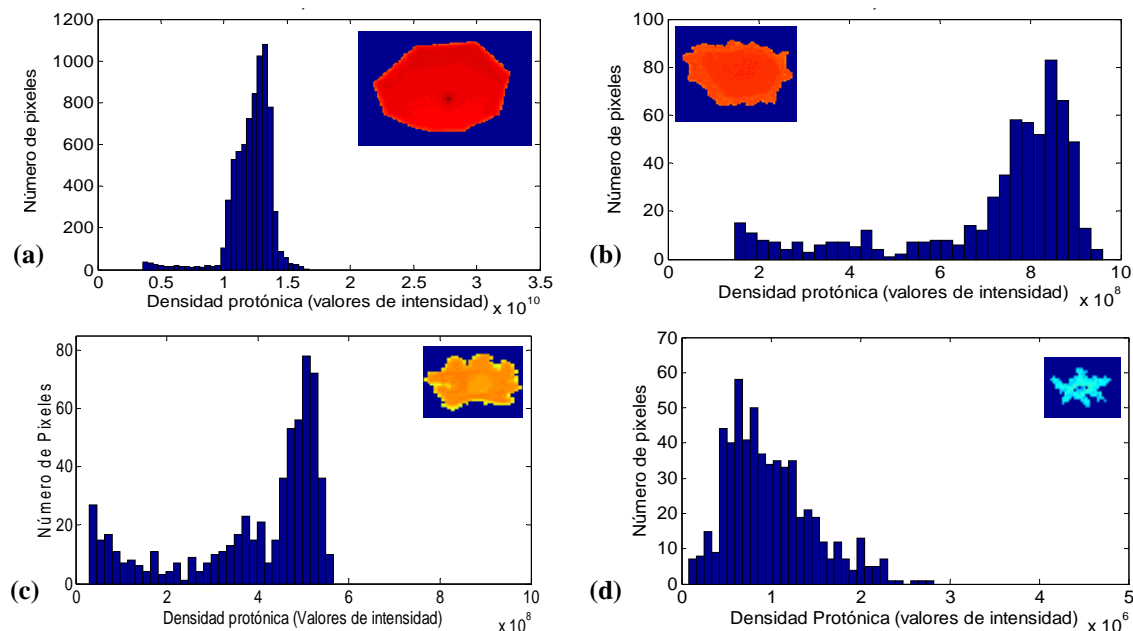 1200
1000
800
600
400
200
0
Número de pixeles
(a)
0 0.5 1 1.5 2 2.5 3 3.5
Densidad protónica (valores de intensidad) x 10^10
100
80
60
40
20
0
Número de pixeles
(b)
0 2 4 6 8 10
Densidad protónica (valores de intensidad) x 10^8
80
60
40
20
0
Número de Pixeles
(c)
0 2 4 6 8 10
Densidad protónica (Valores de intensidad) x 10^8
70
60
50
40
30
20
10
0
Número de pixeles
(d)
0 1 2 3 4 5
Densidad Protónica (valores de intensidad) x 10^6